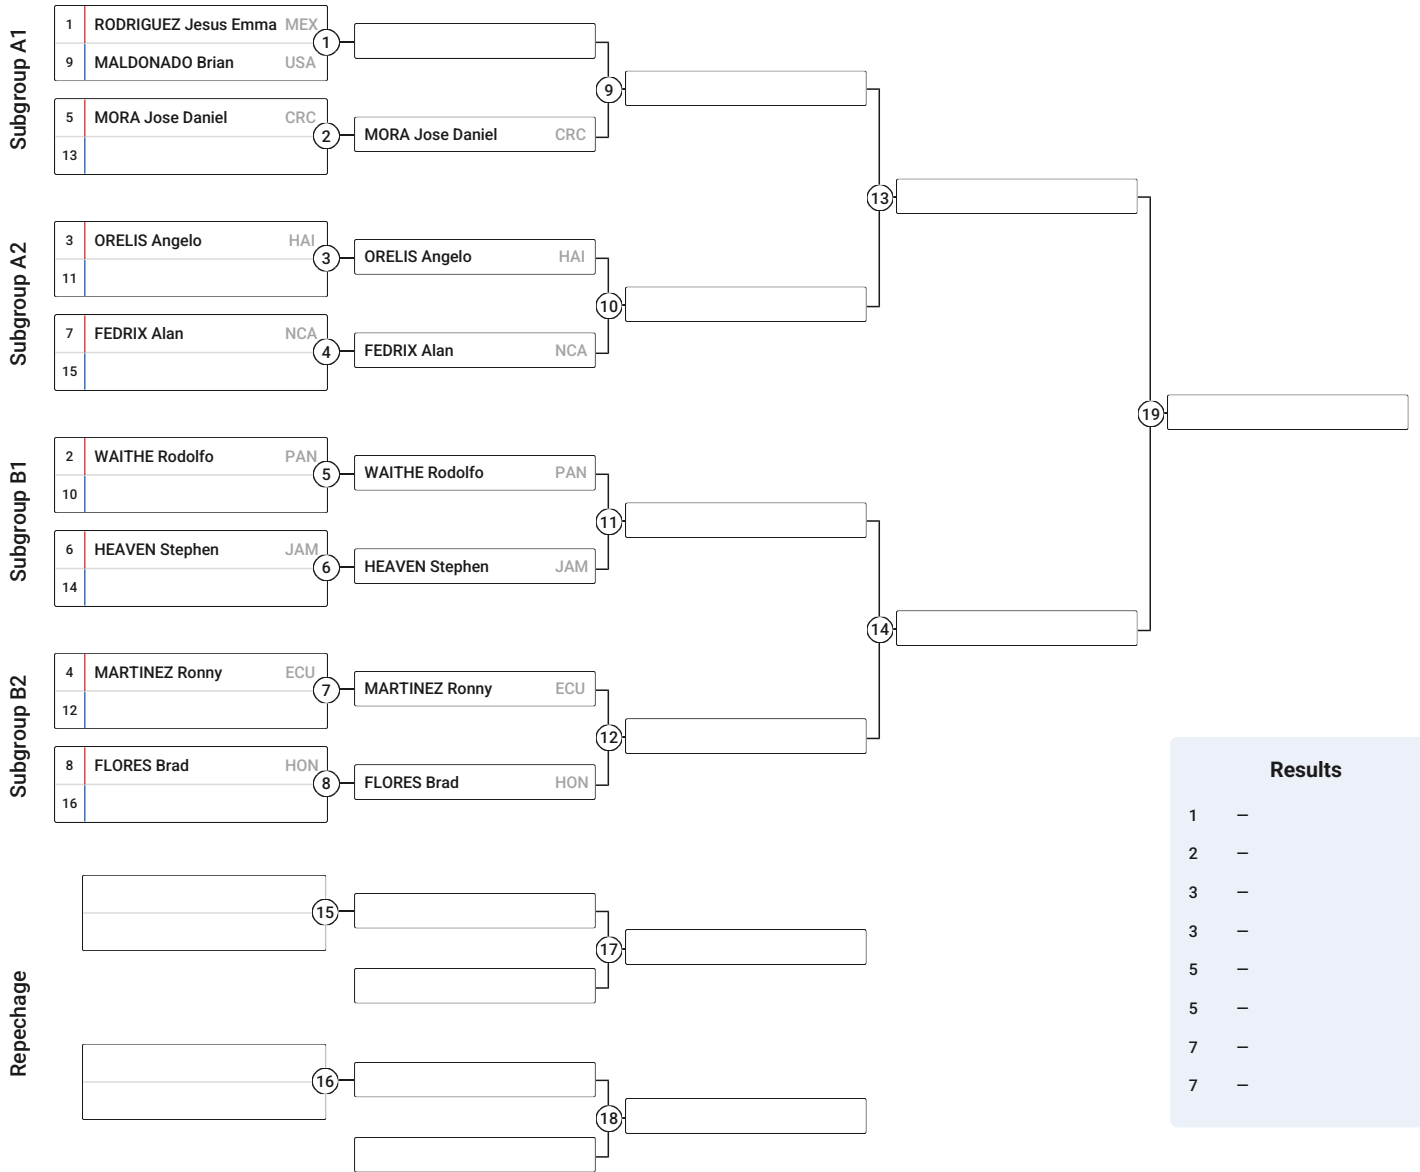 Subgroup A1
1 RODRIGUEZ Jesus Emma MEX
9 MALDONADO Brian USA
1
5 MORA Jose Daniel CRC
13
2
MORA Jose Daniel CRC
9
Subgroup A2
3 ORELIS Angelo HAI
11
3
ORELIS Angelo HAI
7 FEDRIX Alan NCA
15
4
FEDRIX Alan NCA
10
13
Subgroup B1
2 WAITHE Rodolfo PAN
10
5
WAITHE Rodolfo PAN
6 HEAVEN Stephen JAM
14
6
HEAVEN Stephen JAM
11
Subgroup B2
4 MARTINEZ Ronny ECU
12
7
MARTINEZ Ronny ECU
8 FLORES Brad HON
16
8
FLORES Brad HON
12
14
19
Repechage
15
17
16
18
Results
1 –
2 –
3 –
3 –
5 –
5 –
7 –
7 –